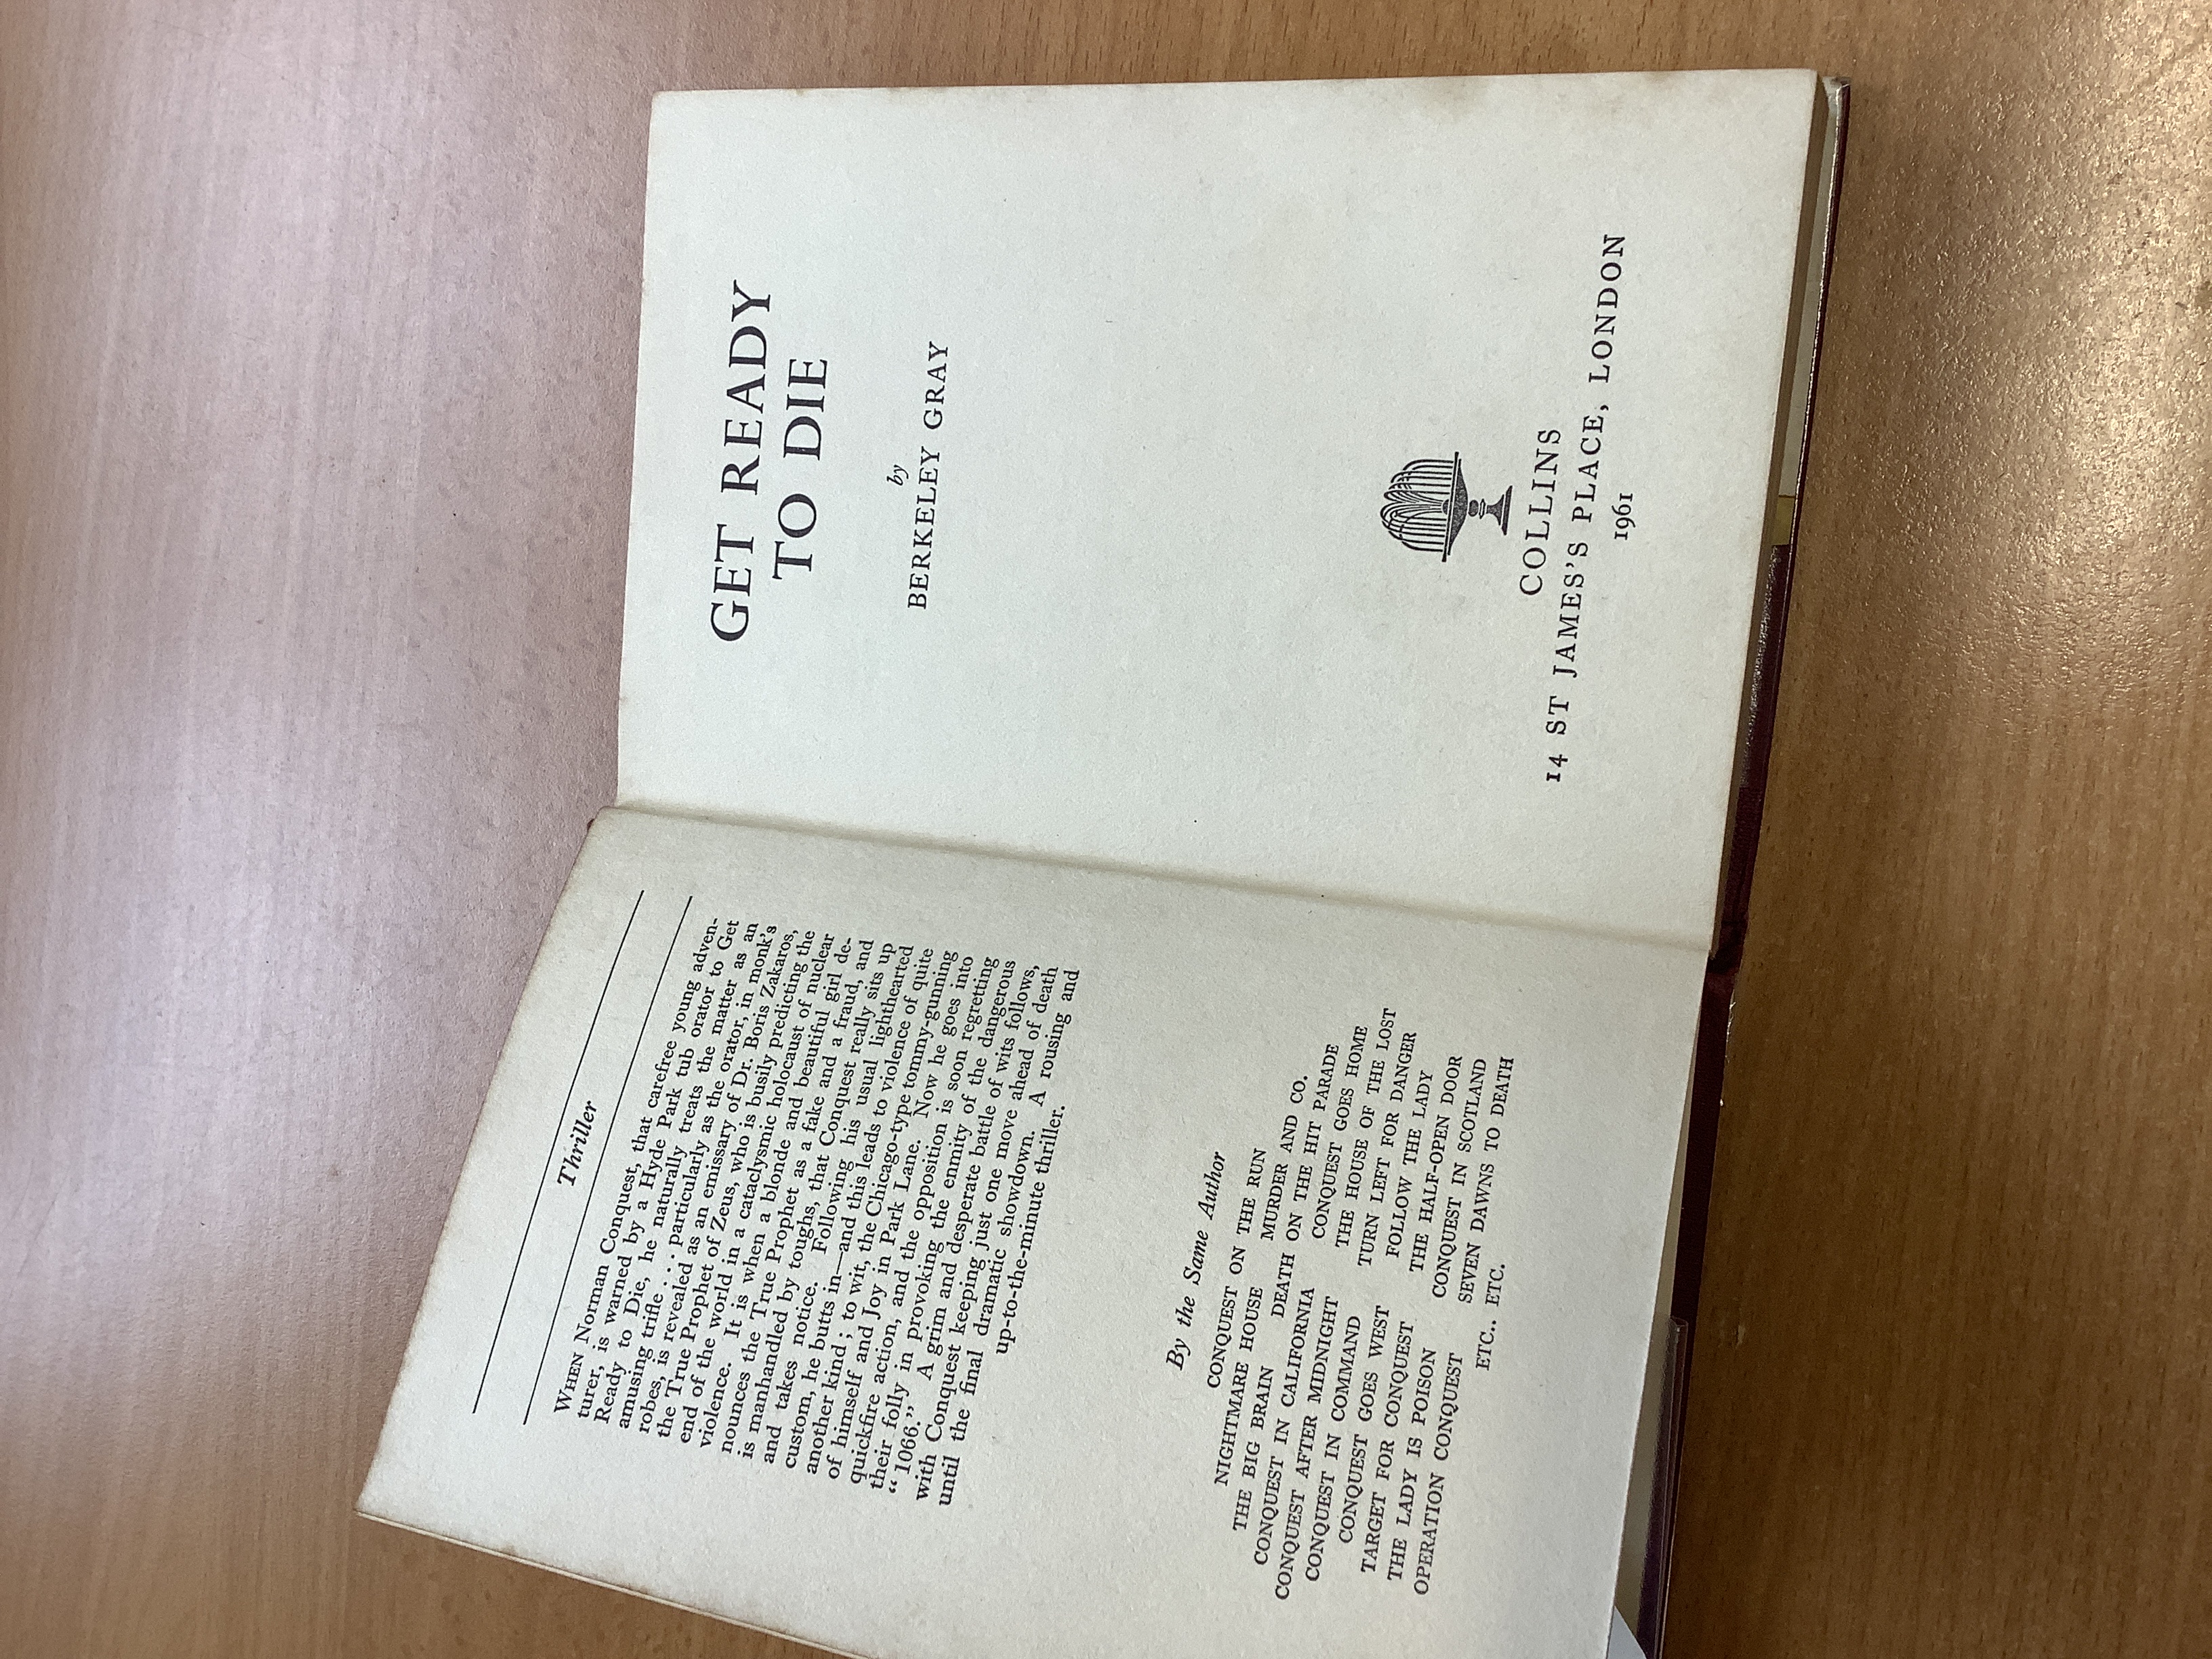 Thriller
WHEN Norman Conquest, that carefree young adven-
turer, is warned by a Hyde Park tub orator to Get
Ready to Die, he naturally treats the matter as an
amusing trifle . . . particularly as the orator, in monk's
robes, is revealed as an emissary of Dr. Boris Zakaros,
the True Prophet of Zeus, who is busily predicting the
end of the world in a cataclysmic holocaust of nuclear
violence. It is when a blonde and beautiful girl de-
nounces the True Prophet as a fake and a fraud, and
is manhandled by toughs, that Conquest really sits up
and takes notice. Following his usual lighthearted
custom, he butts in—and this leads to violence of quite
another kind; to wit, the Chicago-type tommy-gunning
of himself and Joy in Park Lane. Now he goes into
quickfire action, and the opposition is soon regretting
their folly in provoking the enmity of the dangerous
“1066.” A grim and desperate battle of wits follows,
with Conquest keeping just one move ahead of death
until the final dramatic showdown. A rousing and
up-to-the-minute thriller.
By the Same Author
CONQUEST ON THE RUN
NIGHTMARE HOUSE MURDER AND CO.
THE BIG BRAIN DEATH ON THE HIT PARADE
CONQUEST IN CALIFORNIA CONQUEST GOES HOME
CONQUEST AFTER MIDNIGHT THE HOUSE OF THE LOST
CONQUEST IN COMMAND TURN LEFT FOR DANGER
CONQUEST GOES WEST FOLLOW THE LADY
TARGET FOR CONQUEST THE HALF-OPEN DOOR
THE LADY IS POISON CONQUEST IN SCOTLAND
OPERATION CONQUEST SEVEN DAWNS TO DEATH
ETC.. ETC.
GET READY
TO DIE
by
BERKELEY GRAY
COLLINS
14 ST JAMES'S PLACE, LONDON
1961